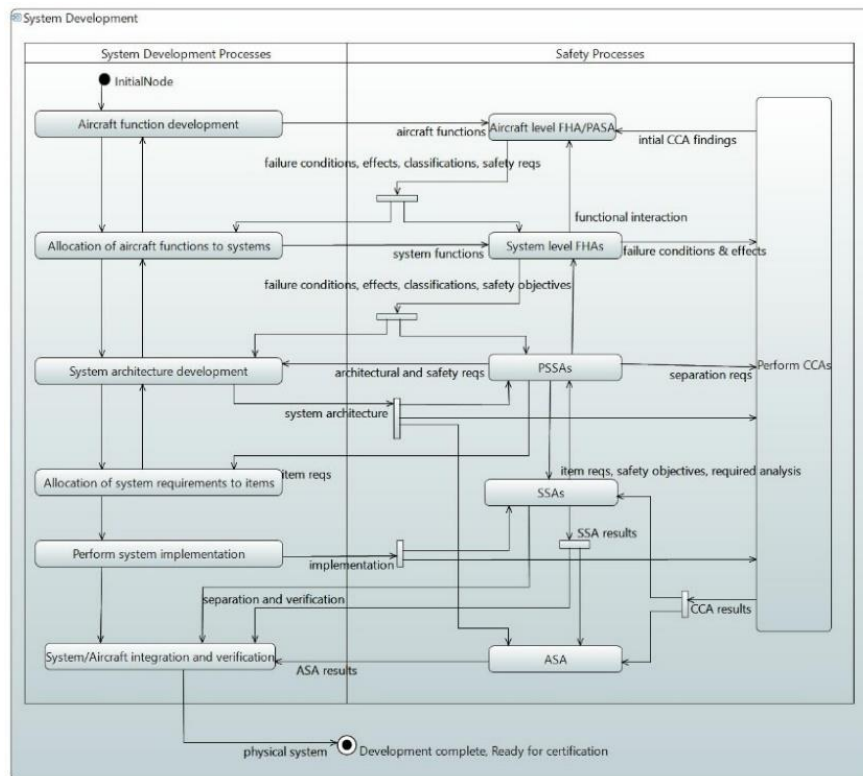 System Development
System Development Processes
Safety Processes
InitialNode
Aircraft function development
aircraft functions
Aircraft level FHA/PASA
intial CCA findings
failure conditions, effects, classifications, safety reqs
functional interaction
Allocation of aircraft functions to systems
system functions
System level FHAs
failure conditions & effects
failure conditions, effects, classifications, safety objectives
System architecture development
architectural and safety reqs
PSSAs
separation reqs
Perform CCAs
system architecture
item reqs
item reqs, safety objectives, required analysis
Allocation of system requirements to items
SSAs
SSA results
Perform system implementation
implementation
separation and verification
CCA results
System/Aircraft integration and verification
ASA results
ASA
physical system
Development complete, Ready for certification